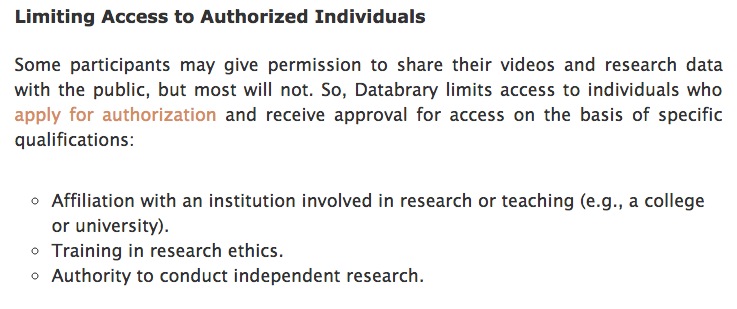 Limiting Access to Authorized Individuals
Some participants may give permission to share their videos and research data
with the public, but most will not. So, Databrary limits access to individuals who
apply for authorization and receive approval for access on the basis of specific
qualifications:
Affiliation with an institution involved in research or teaching (e.g., a college
or university).
Training in research ethics.
Authority to conduct independent research.